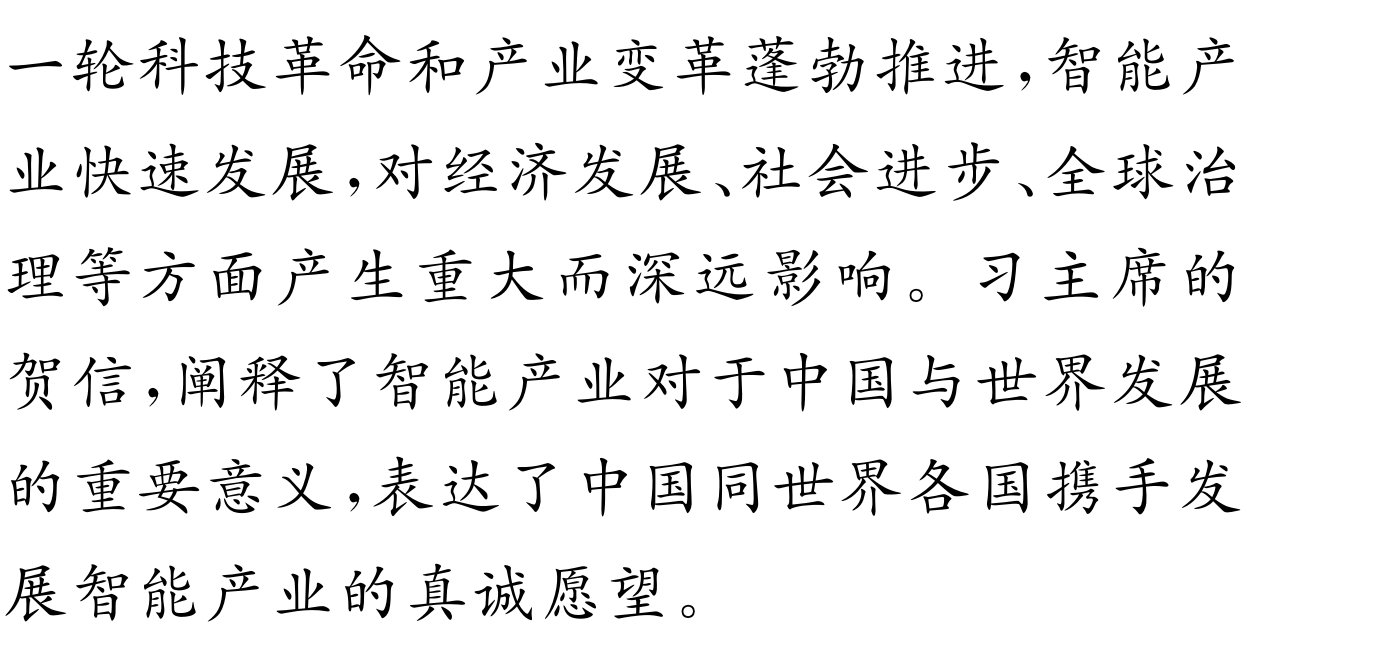 一轮科技革命和产业变革蓬勃推进,智能产
业快速发展,对经济发展、社会进步、全球治
理等方面产生重大而深远影响。习主席的
贺信,阐释了智能产业对于中国与世界发展
的重要意义,表达了中国同世界各国携手发
展智能产业的真诚愿望。